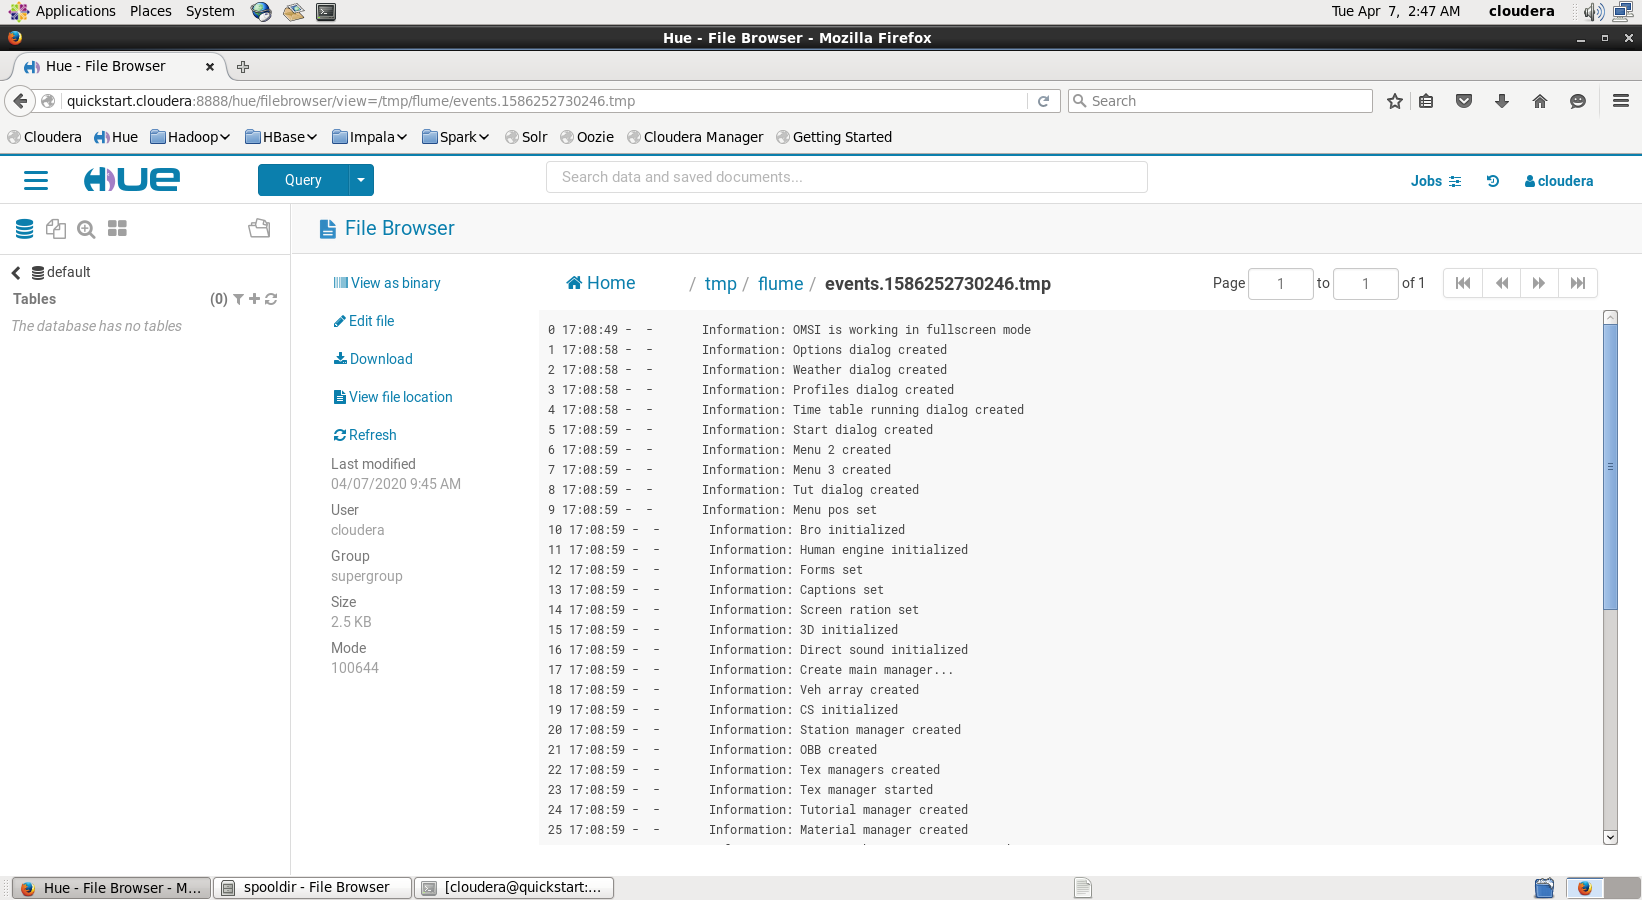 Applications Places System Tue Apr 7, 2:47 AM cloudera
Hue - File Browser - Mozilla Firefox
Hue - File Browser
quickstart.cloudera:8888/hue/filebrowser/view=/tmp/flume/events.1586252730246.tmp Search
Cloudera Hue Hadoop HBase Impala Spark Solr Oozie Cloudera Manager Getting Started
HUE Query Search data and saved documents... Jobs cloudera
File Browser
default
Tables (0)
The database has no tables
View as binary
Edit file
Download
View file location
Refresh
Last modified
04/07/2020 9:45 AM
User
cloudera
Group
supergroup
Size
2.5 KB
Mode
100644
Home / tmp / flume / events.1586252730246.tmp Page 1 to 1 of 1
0 17:08:49 - - Information: OMSI is working in fullscreen mode
1 17:08:58 - - Information: Options dialog created
2 17:08:58 - - Information: Weather dialog created
3 17:08:58 - - Information: Profiles dialog created
4 17:08:58 - - Information: Time table running dialog created
5 17:08:59 - - Information: Start dialog created
6 17:08:59 - - Information: Menu 2 created
7 17:08:59 - - Information: Menu 3 created
8 17:08:59 - - Information: Tut dialog created
9 17:08:59 - - Information: Menu pos set
10 17:08:59 - - Information: Bro initialized
11 17:08:59 - - Information: Human engine initialized
12 17:08:59 - - Information: Forms set
13 17:08:59 - - Information: Captions set
14 17:08:59 - - Information: Screen ration set
15 17:08:59 - - Information: 3D initialized
16 17:08:59 - - Information: Direct sound initialized
17 17:08:59 - - Information: Create main manager...
18 17:08:59 - - Information: Veh array created
19 17:08:59 - - Information: CS initialized
20 17:08:59 - - Information: Station manager created
21 17:08:59 - - Information: OBB created
22 17:08:59 - - Information: Tex managers created
23 17:08:59 - - Information: Tex manager started
24 17:08:59 - - Information: Tutorial manager created
25 17:08:59 - - Information: Material manager created
Hue - File Browser - M... spooldir - File Browser [cloudera@quickstart:...